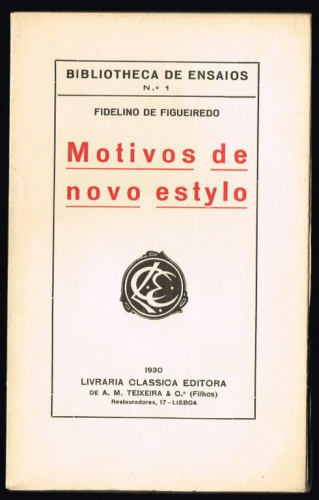 BIBLIOTHECA DE ENSAIOS
N.º 1
FIDELINO DE FIGUEIREDO
Motivos de
novo estylo
1930
LIVRARIA CLASSICA EDITORA
DE A. M. TEIXEIRA & C.ª (Filhos)
Restauradores, 17 – LISBOA